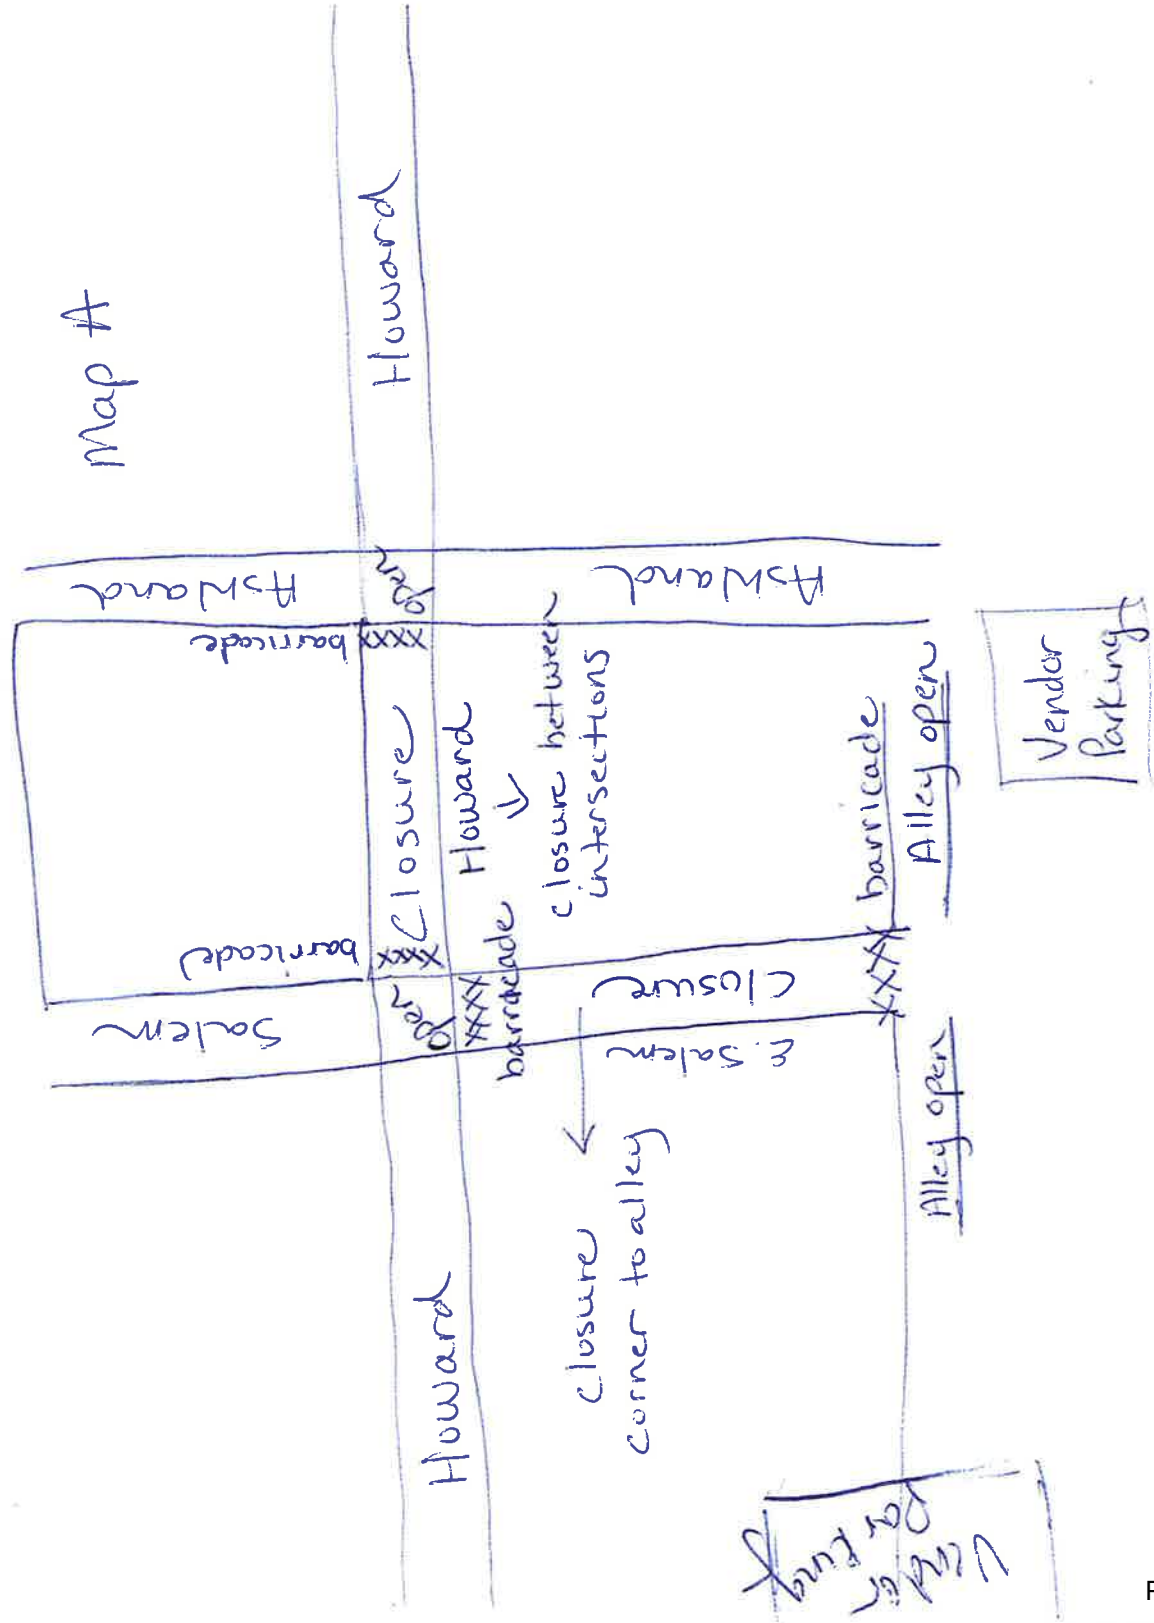 Map A
Salem
barricade
barricade
Ashland
Howard
open
xxxx
Closure
xxxx
open
Howard
xxxx
barricade
Howard
closure between
intersections
closure
corner to alley
E. Salem
Closure
Ashland
xxxx
barricade
Alley open
Alley open
Vendor
Parking
Vendor
Parking